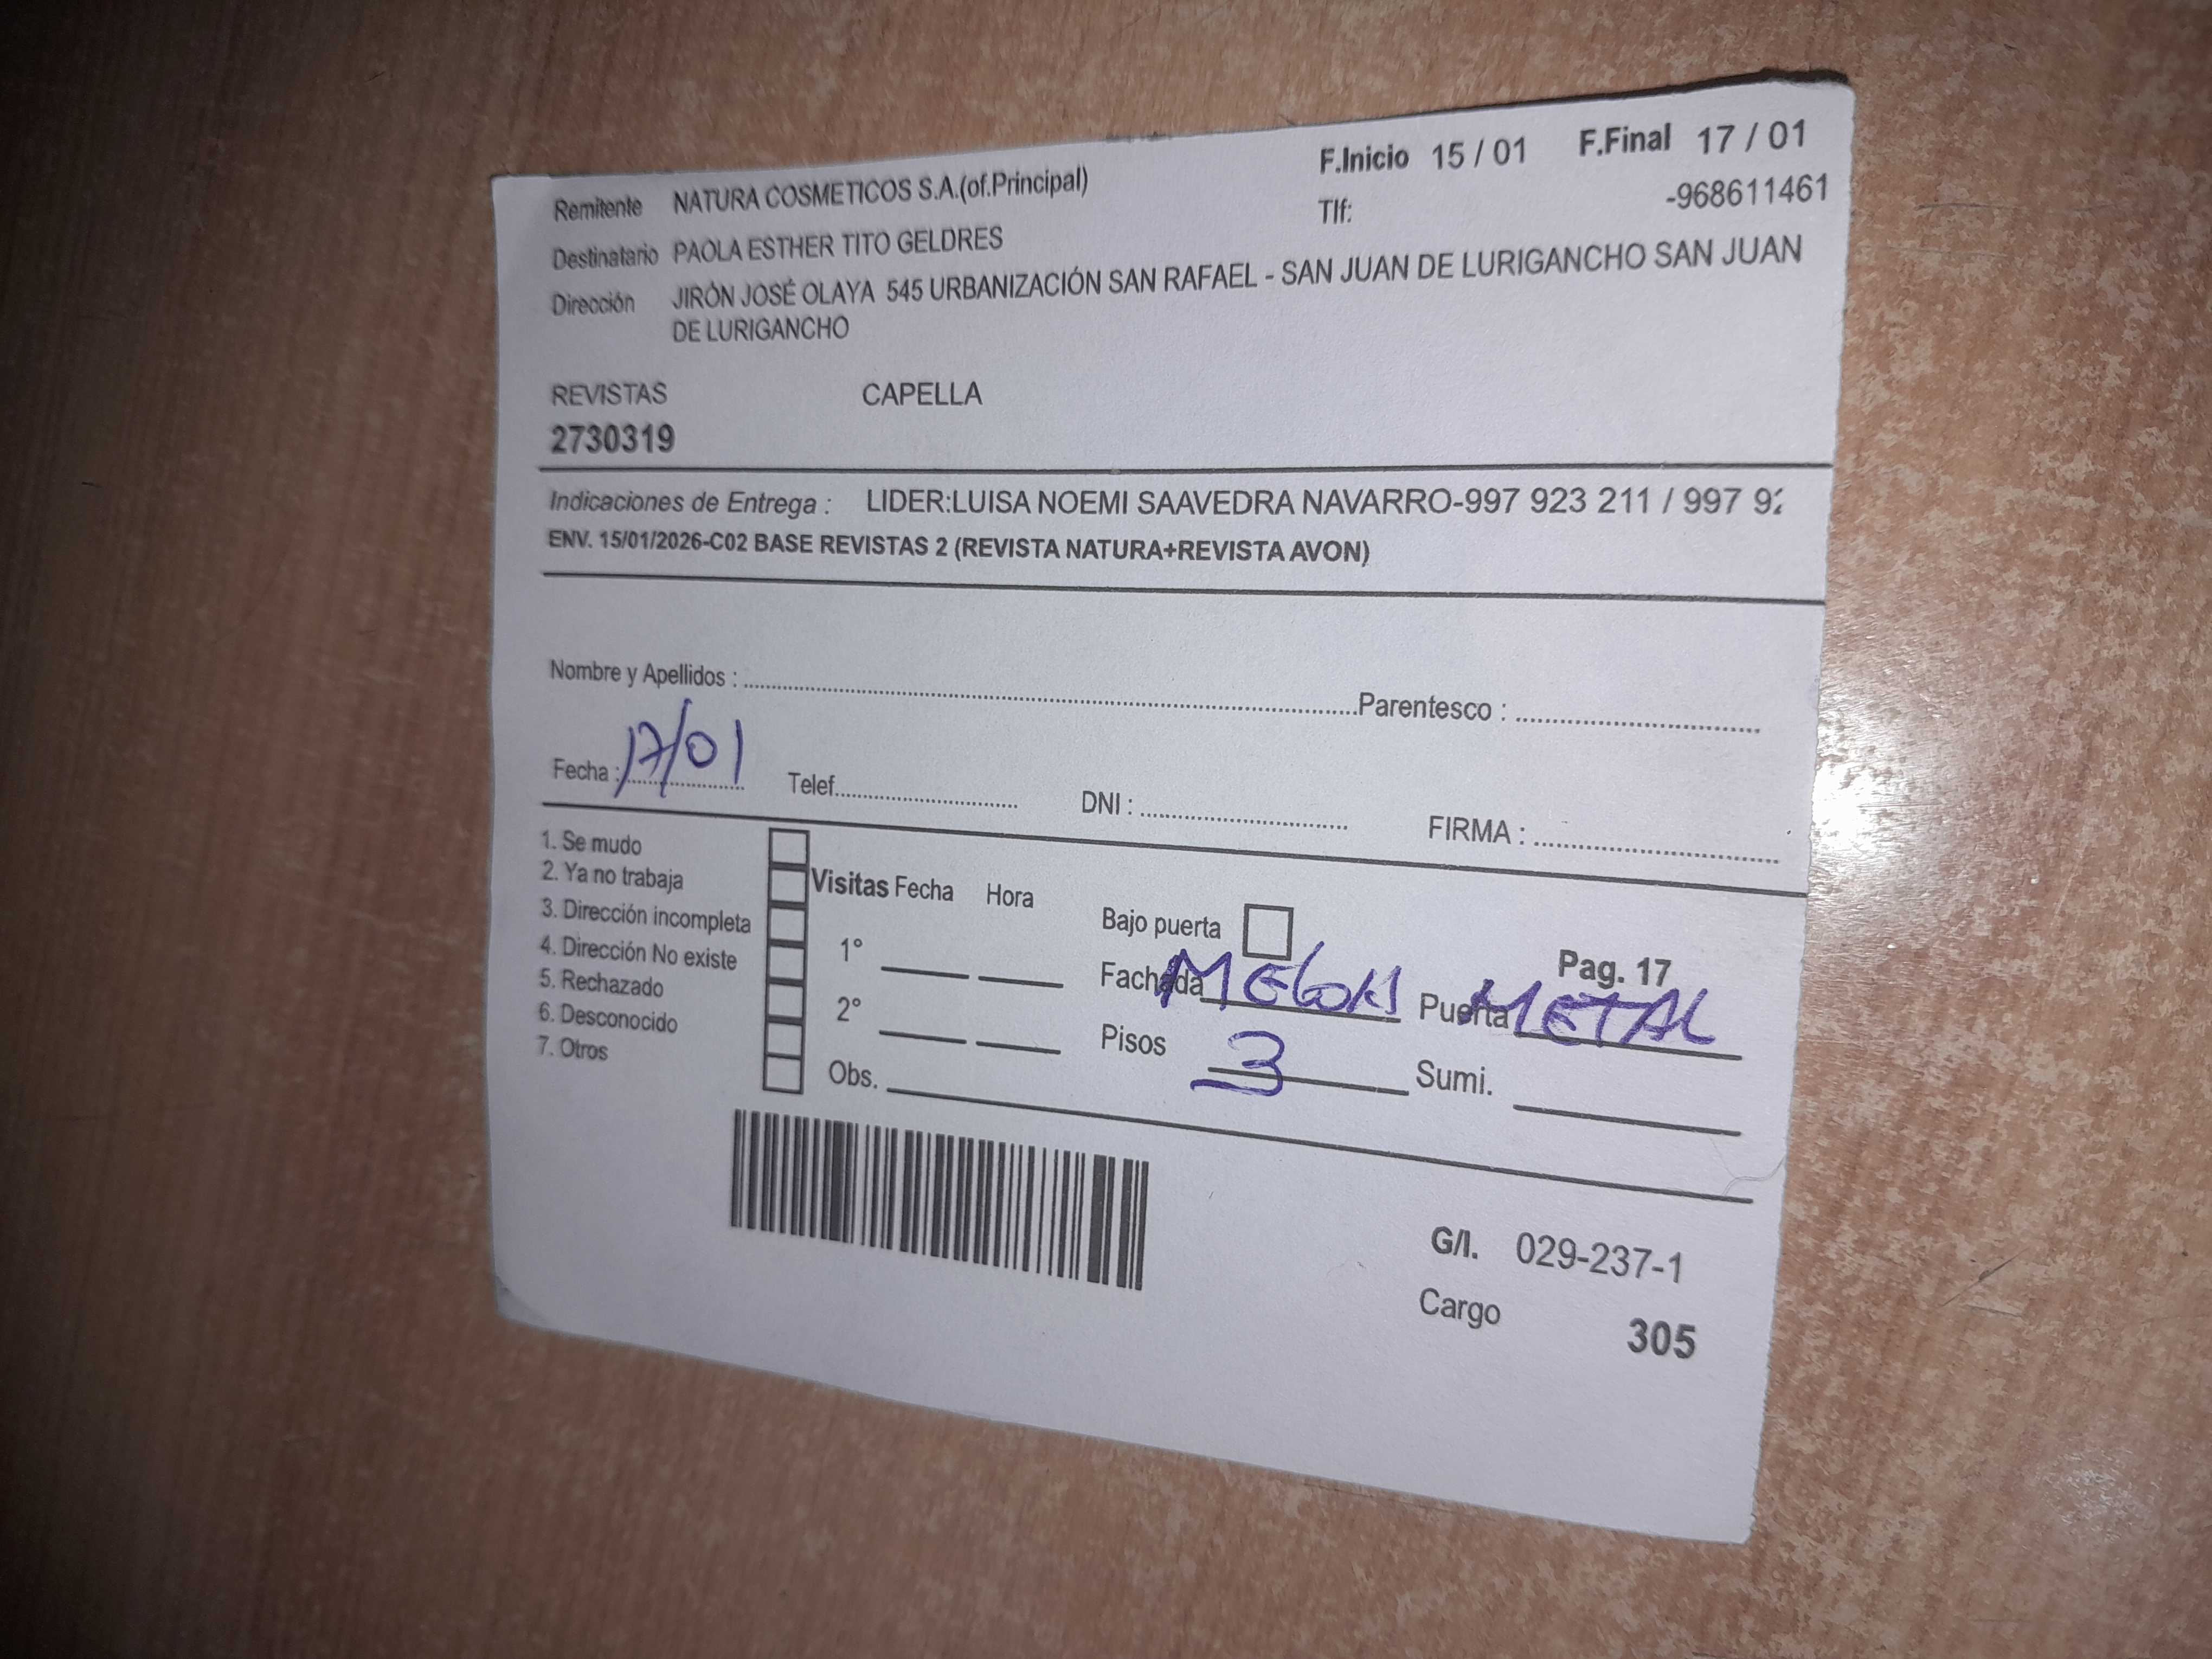 F.Inicio 15 / 01 F.Final 17 / 01
Remitente NATURA COSMETICOS S.A.(of.Principal)
Tlf: -968611461
Destinatario PAOLA ESTHER TITO GELDRES
Dirección JIRÓN JOSÉ OLAYA 545 URBANIZACIÓN SAN RAFAEL - SAN JUAN DE LURIGANCHO SAN JUAN
DE LURIGANCHO
REVISTAS CAPELLA
2730319
Indicaciones de Entrega : LIDER:LUISA NOEMI SAAVEDRA NAVARRO-997 923 211 / 997 92
ENV. 15/01/2026-C02 BASE REVISTAS 2 (REVISTA NATURA+REVISTA AVON)
Nombre y Apellidos : Parentesco :
Fecha : 17/01 Telef. DNI : FIRMA :
1. Se mudo
2. Ya no trabaja
3. Dirección incompleta
4. Dirección No existe
5. Rechazado
6. Desconocido
7. Otros
Visitas Fecha Hora
1°
2°
Obs.
Bajo puerta
Pag. 17
Fachada Puerta METAL
Pisos 3 Sumi.
G/I. 029-237-1
Cargo 305